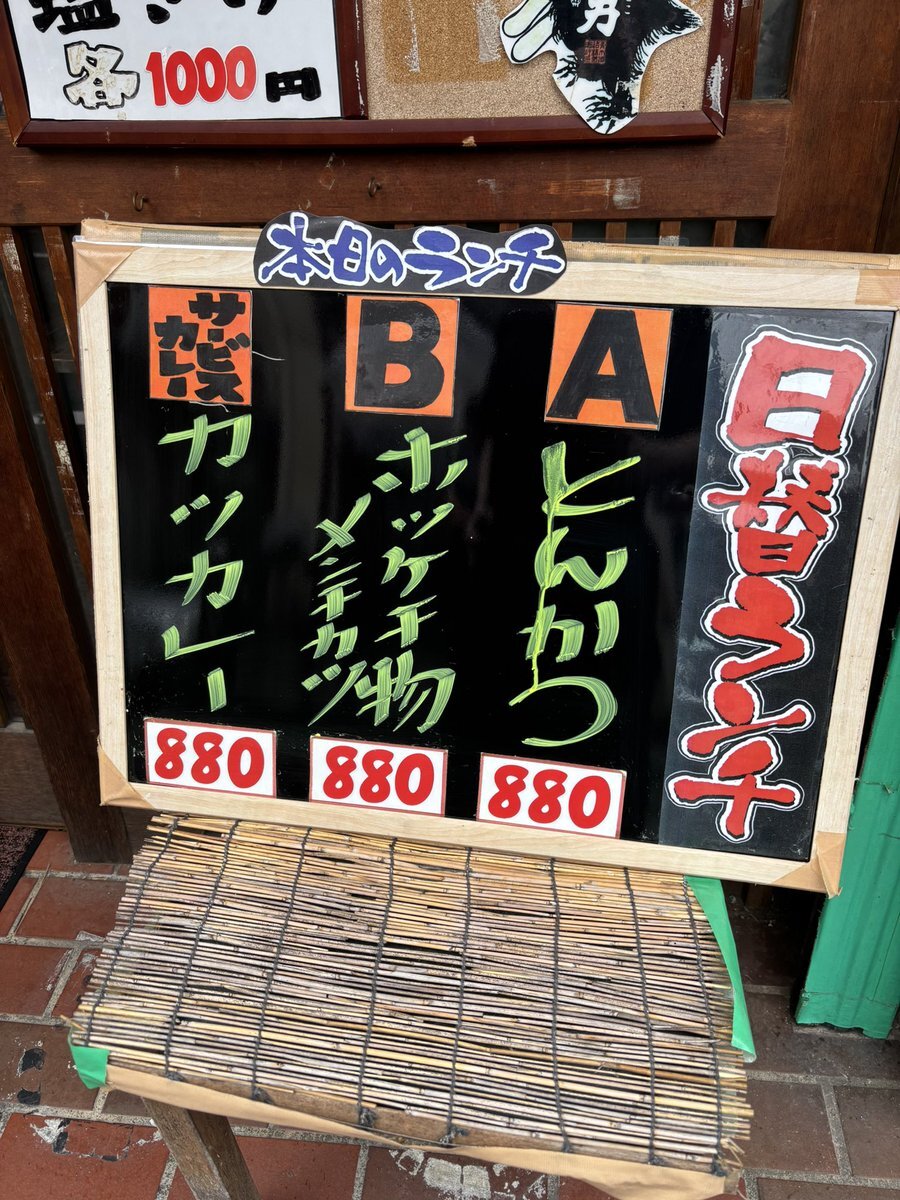 各1000円
本日のランチ
日替ランチ
A
とんかつ
880
B
ホッケ干物
メンチカツ
880
サービス
カレー
カツカレー
880